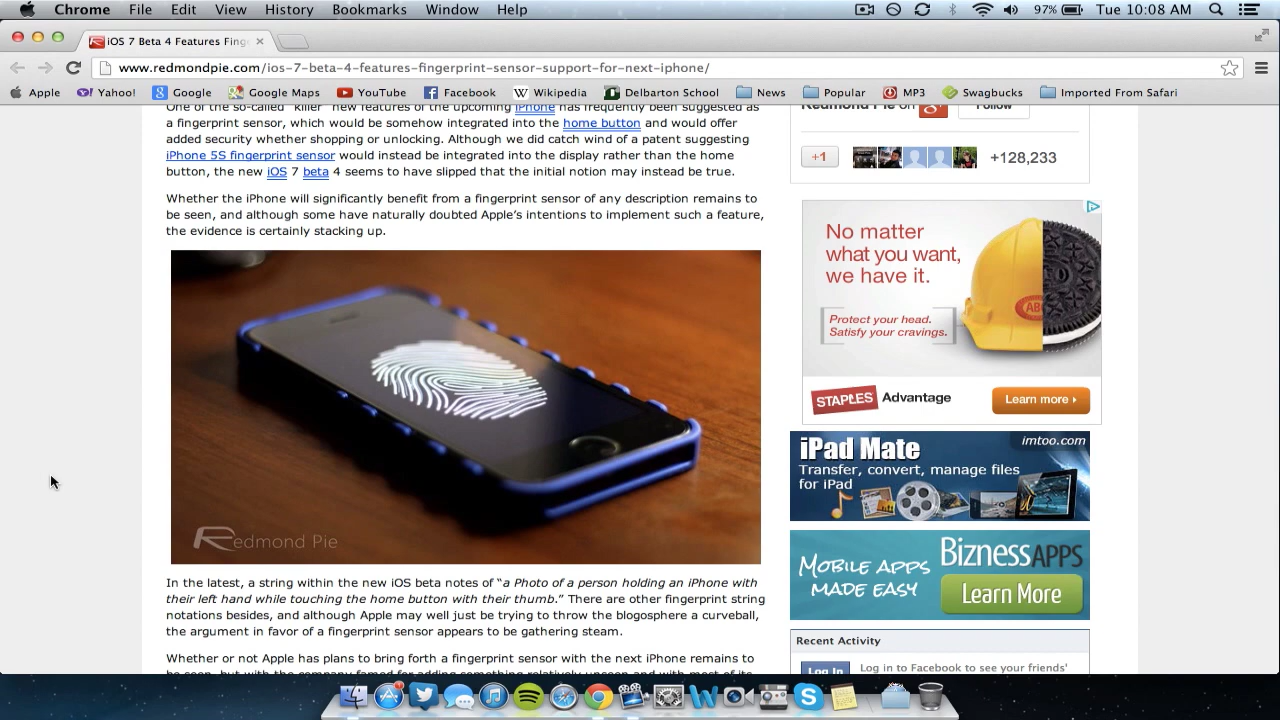 Chrome File Edit View History Bookmarks Window Help 97% Tue 10:08 AM
iOS 7 Beta 4 Features Fing
www.redmondpie.com/ios-7-beta-4-features-fingerprint-sensor-support-for-next-iphone/
Apple Yahoo! Google Google Maps YouTube Facebook Wikipedia Delbarton School News Popular MP3 Swagbucks Imported From Safari
One of the so-called "killer" new features of the upcoming iPhone has frequently been suggested as
a fingerprint sensor, which would be somehow integrated into the home button and would offer
added security whether shopping or unlocking. Although we did catch wind of a patent suggesting
iPhone 5S fingerprint sensor would instead be integrated into the display rather than the home
button, the new iOS 7 beta 4 seems to have slipped that the initial notion may instead be true.
Whether the iPhone will significantly benefit from a fingerprint sensor of any description remains to
be seen, and although some have naturally doubted Apple's intentions to implement such a feature,
the evidence is certainly stacking up.
Redmond Pie
In the latest, a string within the new iOS beta notes of “a Photo of a person holding an iPhone with
their left hand while touching the home button with their thumb.” There are other fingerprint string
notations besides, and although Apple may well just be trying to throw the blogosphere a curveball,
the argument in favor of a fingerprint sensor appears to be gathering steam.
Whether or not Apple has plans to bring forth a fingerprint sensor with the next iPhone remains to
Redmond Pie on g+ Follow
+1 +128,233
No matter
what you want,
we have it.
Protect your head.
Satisfy your cravings.
ABC
STAPLES Advantage Learn more
iPad Mate imtoo.com
Transfer, convert, manage files
for iPad
Mobile apps
made easy
BiznessApps
Learn More
Recent Activity
Log In Log in to Facebook to see your friends'